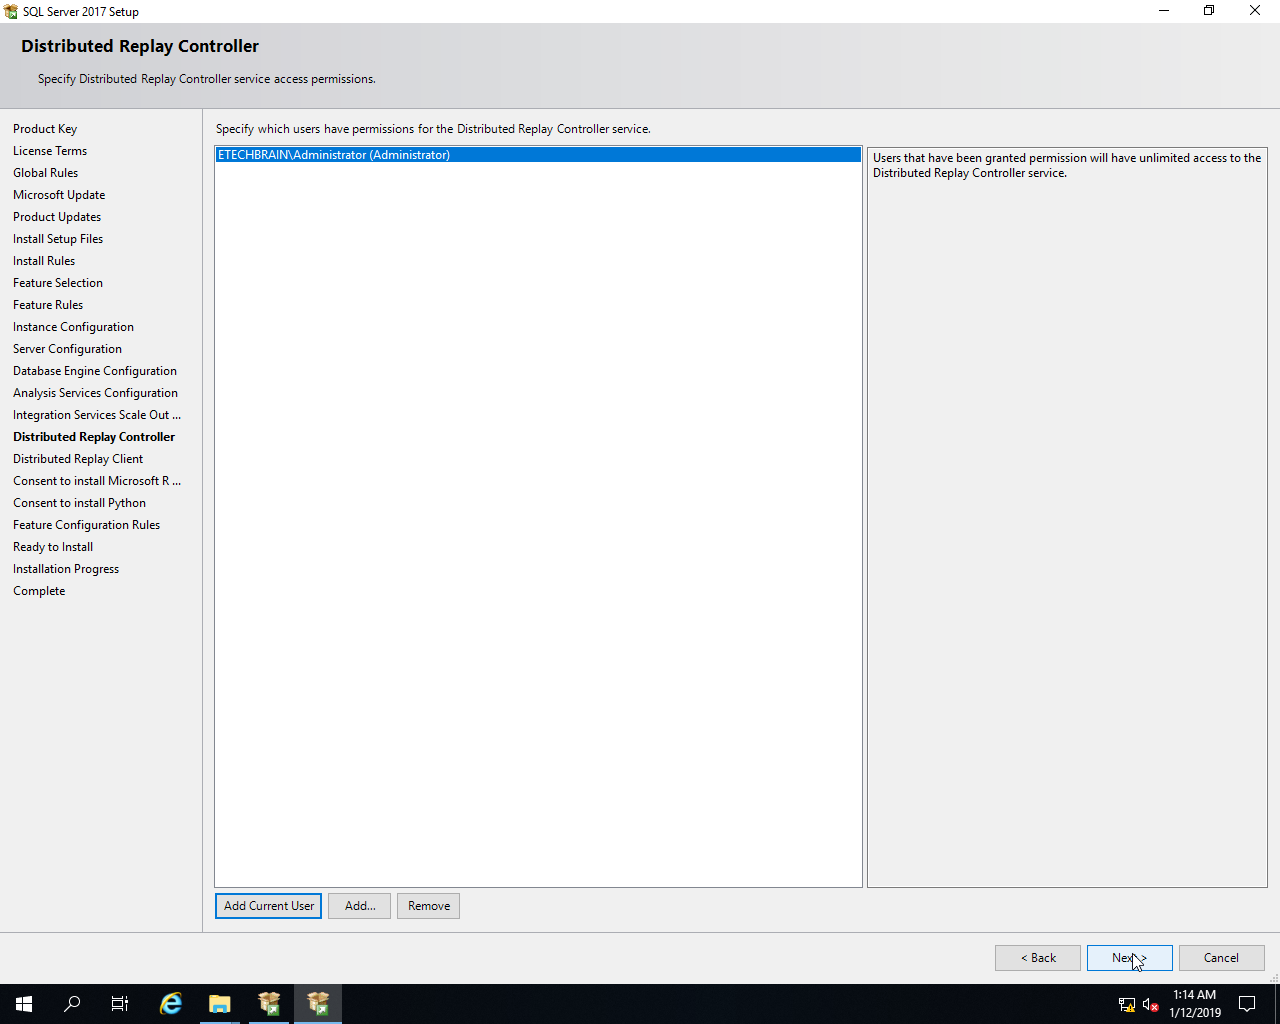 SQL Server 2017 Setup
Distributed Replay Controller
Specify Distributed Replay Controller service access permissions.
Product Key
License Terms
Global Rules
Microsoft Update
Product Updates
Install Setup Files
Install Rules
Feature Selection
Feature Rules
Instance Configuration
Server Configuration
Database Engine Configuration
Analysis Services Configuration
Integration Services Scale Out ...
Distributed Replay Controller
Distributed Replay Client
Consent to install Microsoft R ...
Consent to install Python
Feature Configuration Rules
Ready to Install
Installation Progress
Complete
Specify which users have permissions for the Distributed Replay Controller service.
ETECHBRAIN\Administrator (Administrator)
Users that have been granted permission will have unlimited access to the
Distributed Replay Controller service.
Add Current User
Add...
Remove
< Back
Next >
Cancel
1:14 AM
1/12/2019